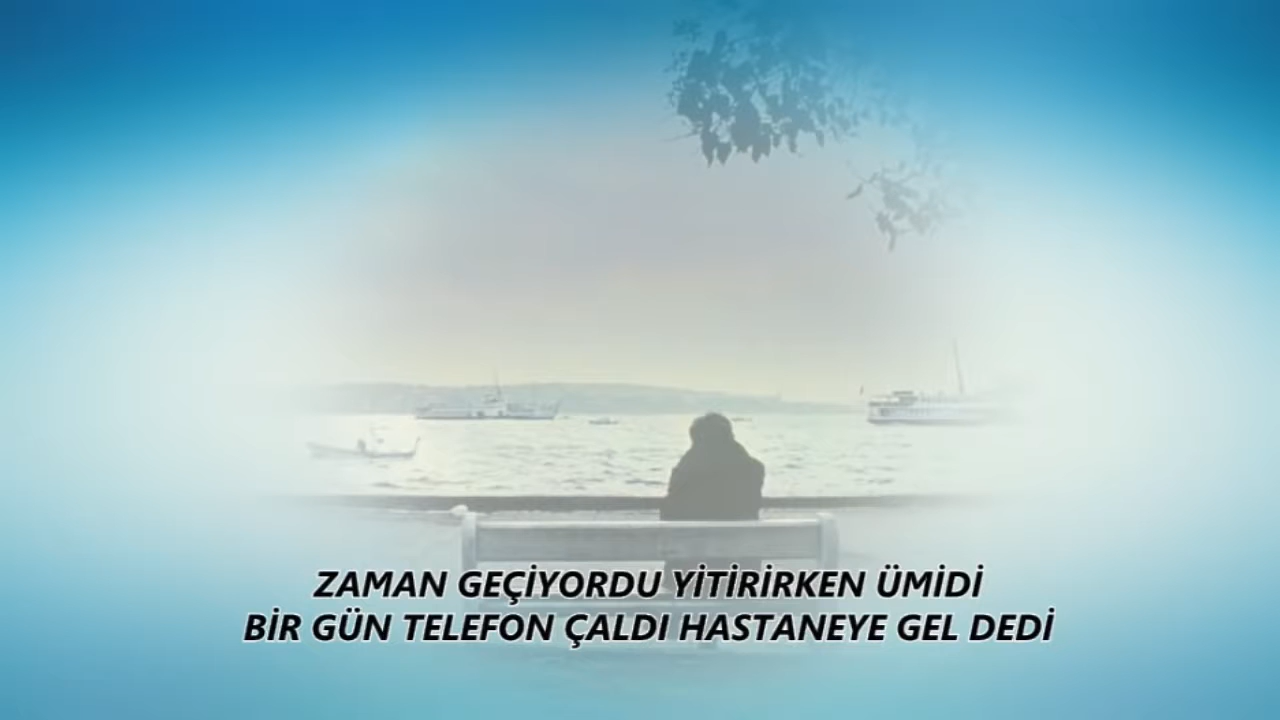 ZAMAN GEÇİYORDU YİTİRİRKEN ÜMİDİ
BİR GÜN TELEFON ÇALDI HASTANEYE GEL DEDİ